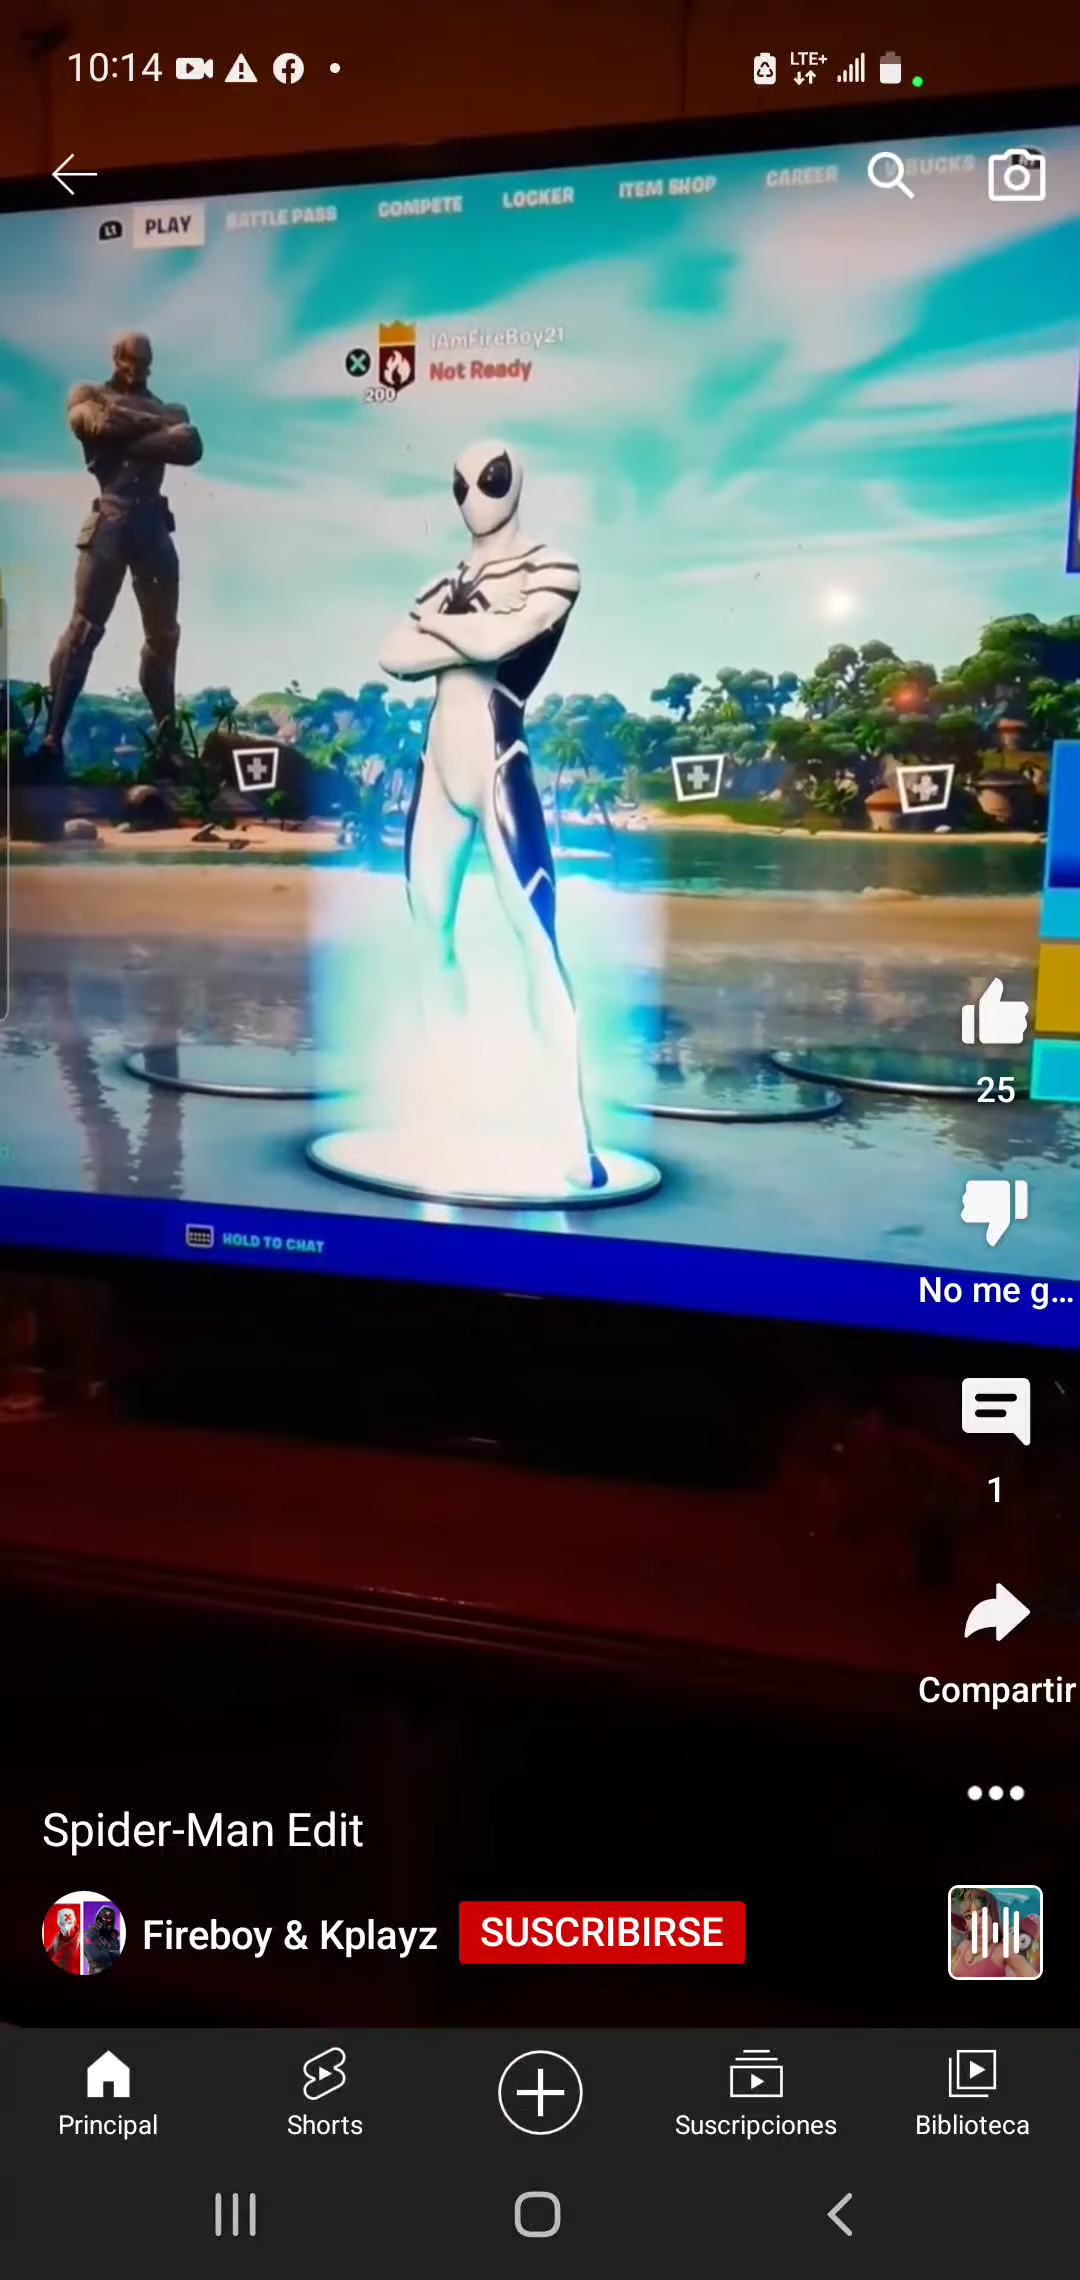 10:14
LTE+
PLAY
BATTLE PASS
COMPETE
LOCKER
ITEM SHOP
CAREER
BUCKS
IAmFireBoy21
Not Ready
200
25
HOLD TO CHAT
No me g...
1
Compartir
Spider-Man Edit
Fireboy & Kplayz
SUSCRIBIRSE
Principal
Shorts
Suscripciones
Biblioteca